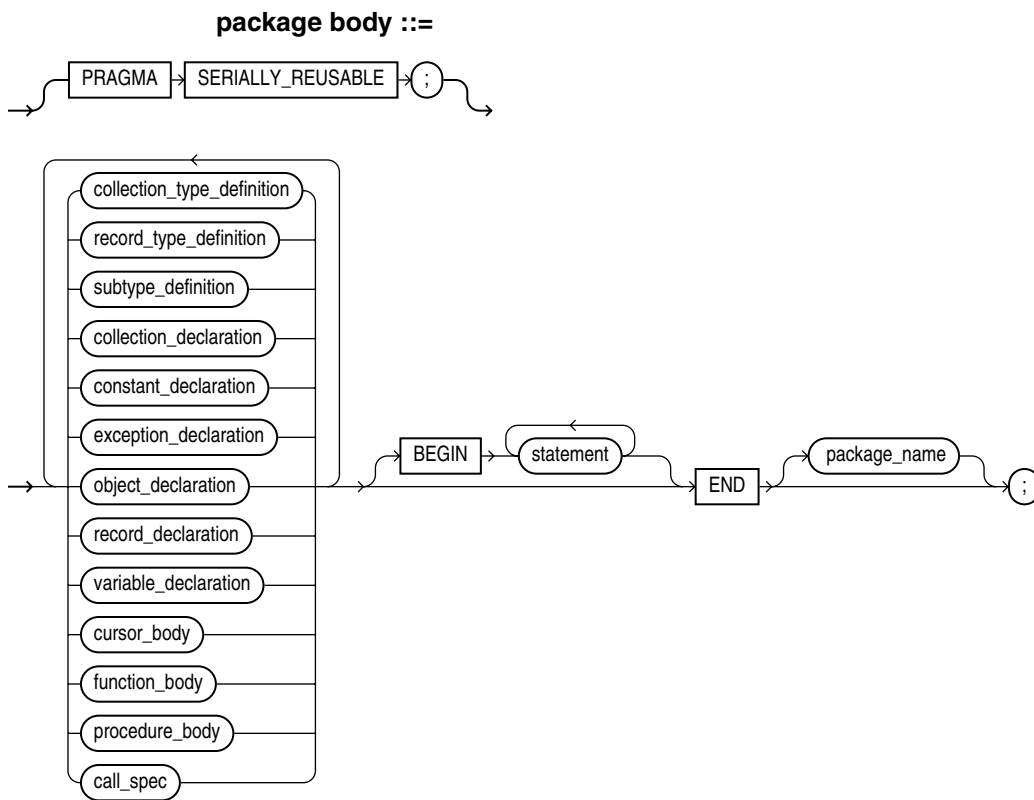 package body ::=
PRAGMA SERIALLY_REUSABLE ;
collection_type_definition
record_type_definition
subtype_definition
collection_declaration
constant_declaration
exception_declaration
BEGIN statement package_name
object_declaration END ;
record_declaration
variable_declaration
cursor_body
function_body
procedure_body
call_spec